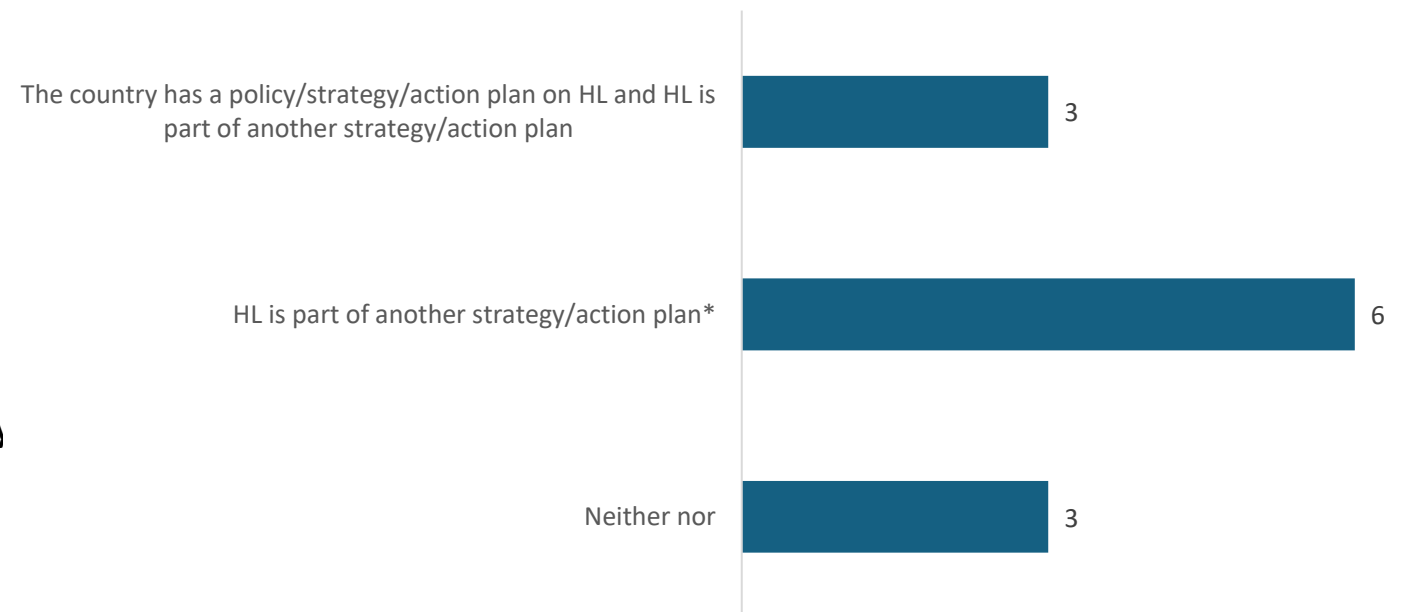 The country has a policy/strategy/action plan on HL and HL is
part of another strategy/action plan
3
HL is part of another strategy/action plan*
6
Neither nor
3